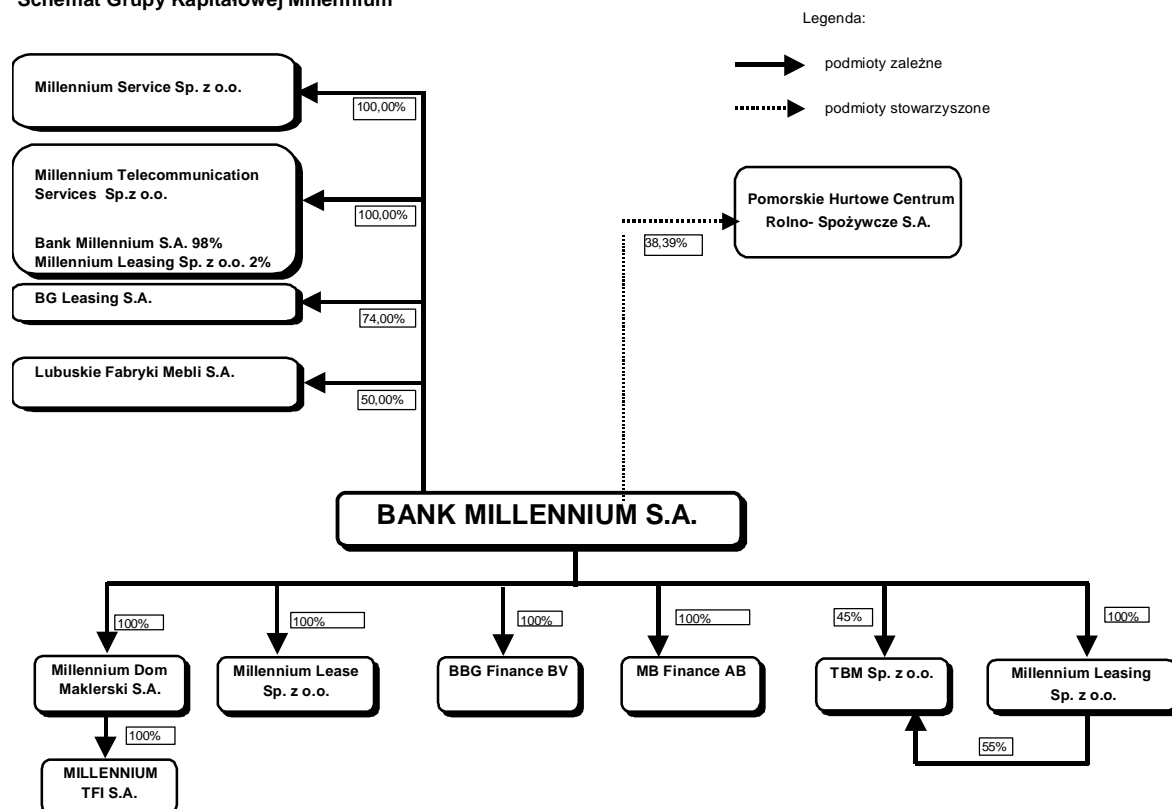 Schemat Grupy Kapitałowej Millennium
Legenda:
podmioty zależne
podmioty stowarzyszone
Millennium Service Sp. z o.o.
100,00%
Millennium Telecommunication
Services Sp.z o.o.
Bank Millennium S.A. 98%
Millennium Leasing Sp. z o.o. 2%
100,00%
Pomorskie Hurtowe Centrum
Rolno- Spożywcze S.A.
38,39%
BG Leasing S.A.
74,00%
Lubuskie Fabryki Mebli S.A.
50,00%
BANK MILLENNIUM S.A.
100%
100%
100%
100%
45%
100%
Millennium Dom
Maklerski S.A.
Millennium Lease
Sp. z o.o.
BBG Finance BV
MB Finance AB
TBM Sp. z o.o.
Millennium Leasing
Sp. z o.o.
100%
55%
MILLENNIUM
TFI S.A.